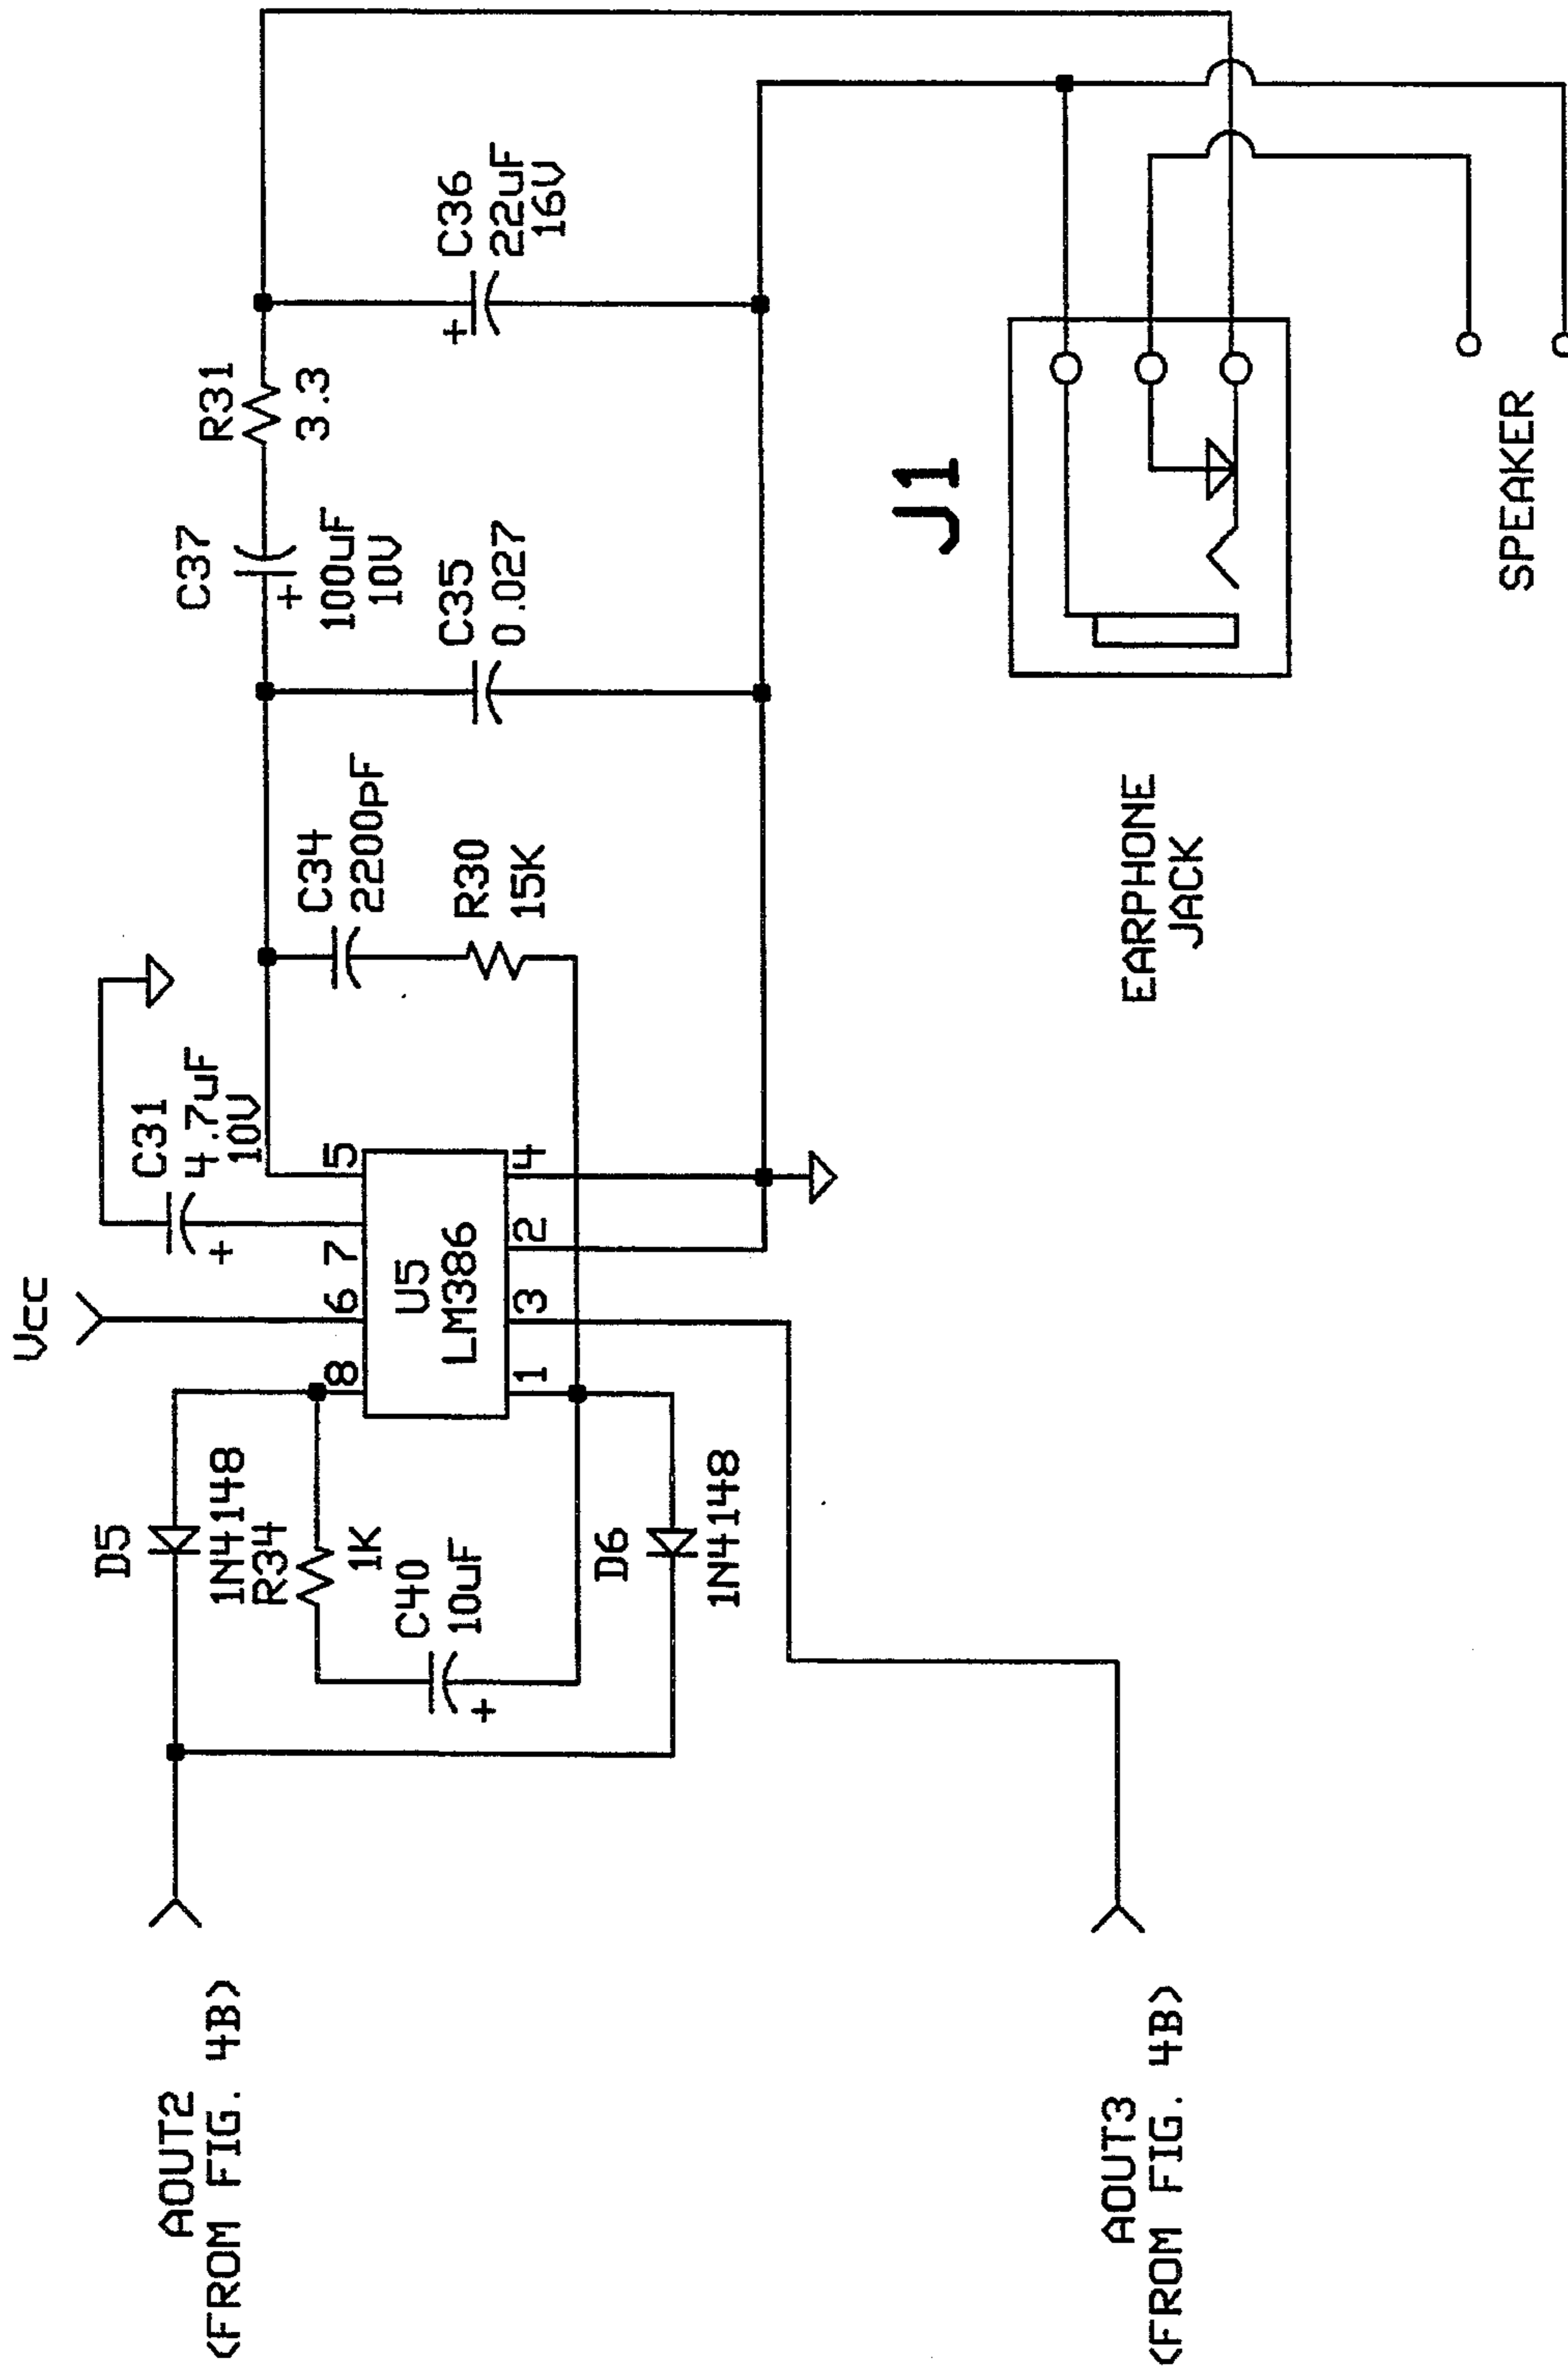 Vcc
D5
1N4148
R34
1K
C40
10uF
D6
1N4148
8
6
7
5
U5
LM386
1
3
2
4
C31
4.7uF
10V
C34
2200pF
R30
15K
C37
100uF
10V
C35
0.027
R31
3.3
C36
22uF
16V
+
+
+
+
AOUT2
(FROM FIG. 4B)
AOUT3
(FROM FIG. 4B)
J1
EARPHONE
JACK
SPEAKER